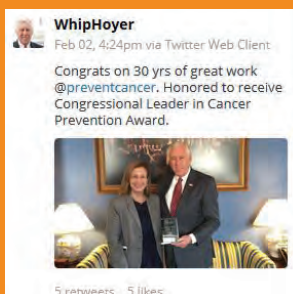 WhipHoyer
Feb 02, 4:24pm via Twitter Web Client
Congrats on 30 yrs of great work
@preventcancer. Honored to receive
Congressional Leader in Cancer
Prevention Award.
5 retweets 5 likes